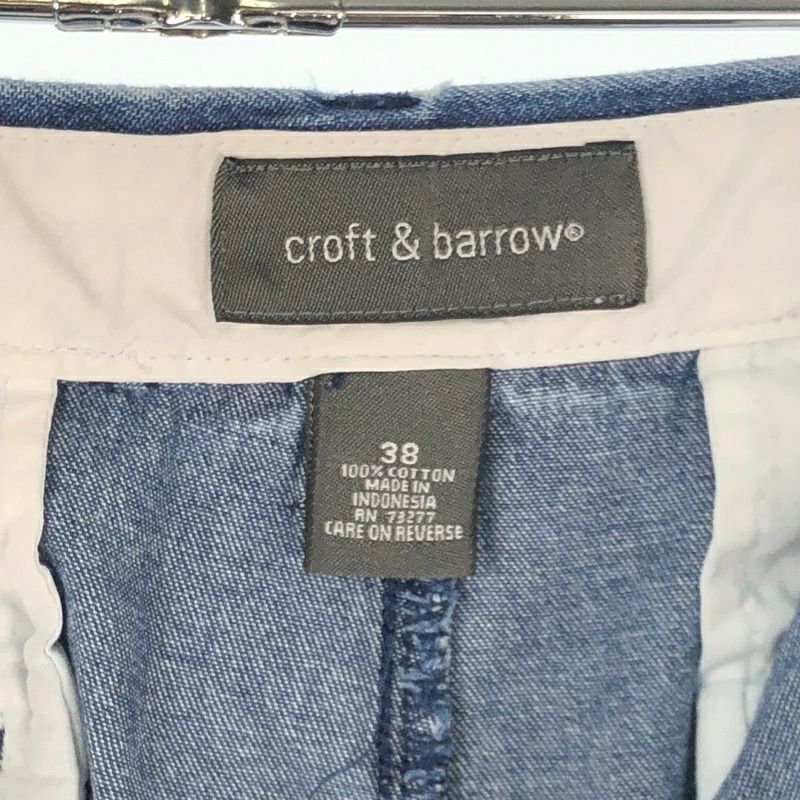 croft & barrow®
38
100% COTTON
MADE IN
INDONESIA
RN 73277
CARE ON REVERSE